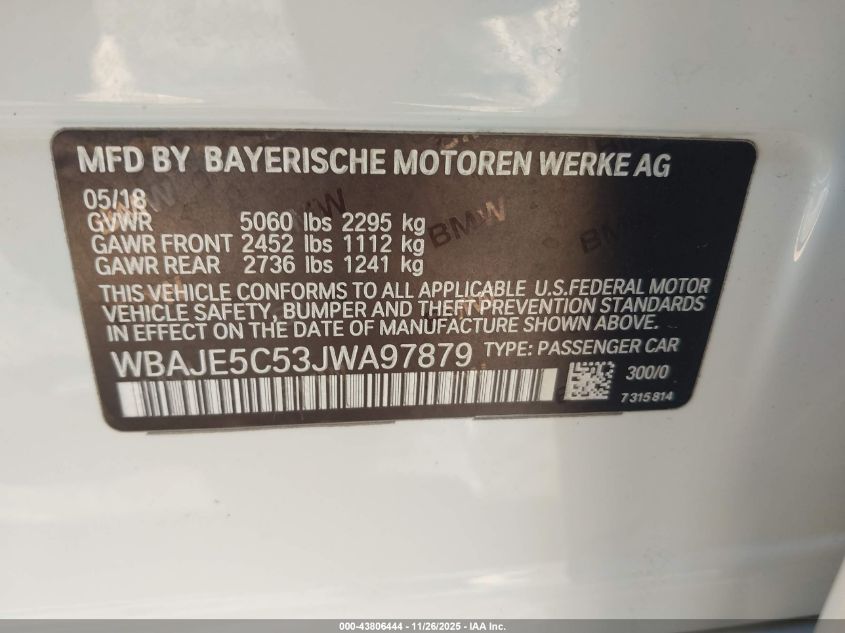 MFD BY BAYERISCHE MOTOREN WERKE AG
05/18
GVWR 5060 lbs 2295 kg
GAWR FRONT 2452 lbs 1112 kg
GAWR REAR 2736 lbs 1241 kg
THIS VEHICLE CONFORMS TO ALL APPLICABLE U.S.FEDERAL MOTOR
VEHICLE SAFETY, BUMPER AND THEFT PREVENTION STANDARDS
IN EFFECT ON THE DATE OF MANUFACTURE SHOWN ABOVE.
WBAJE5C53JWA97879 TYPE: PASSENGER CAR
300/0
7315814
BMW
BMW
BMW
000-43806444 - 11/26/2025 - IAA Inc.